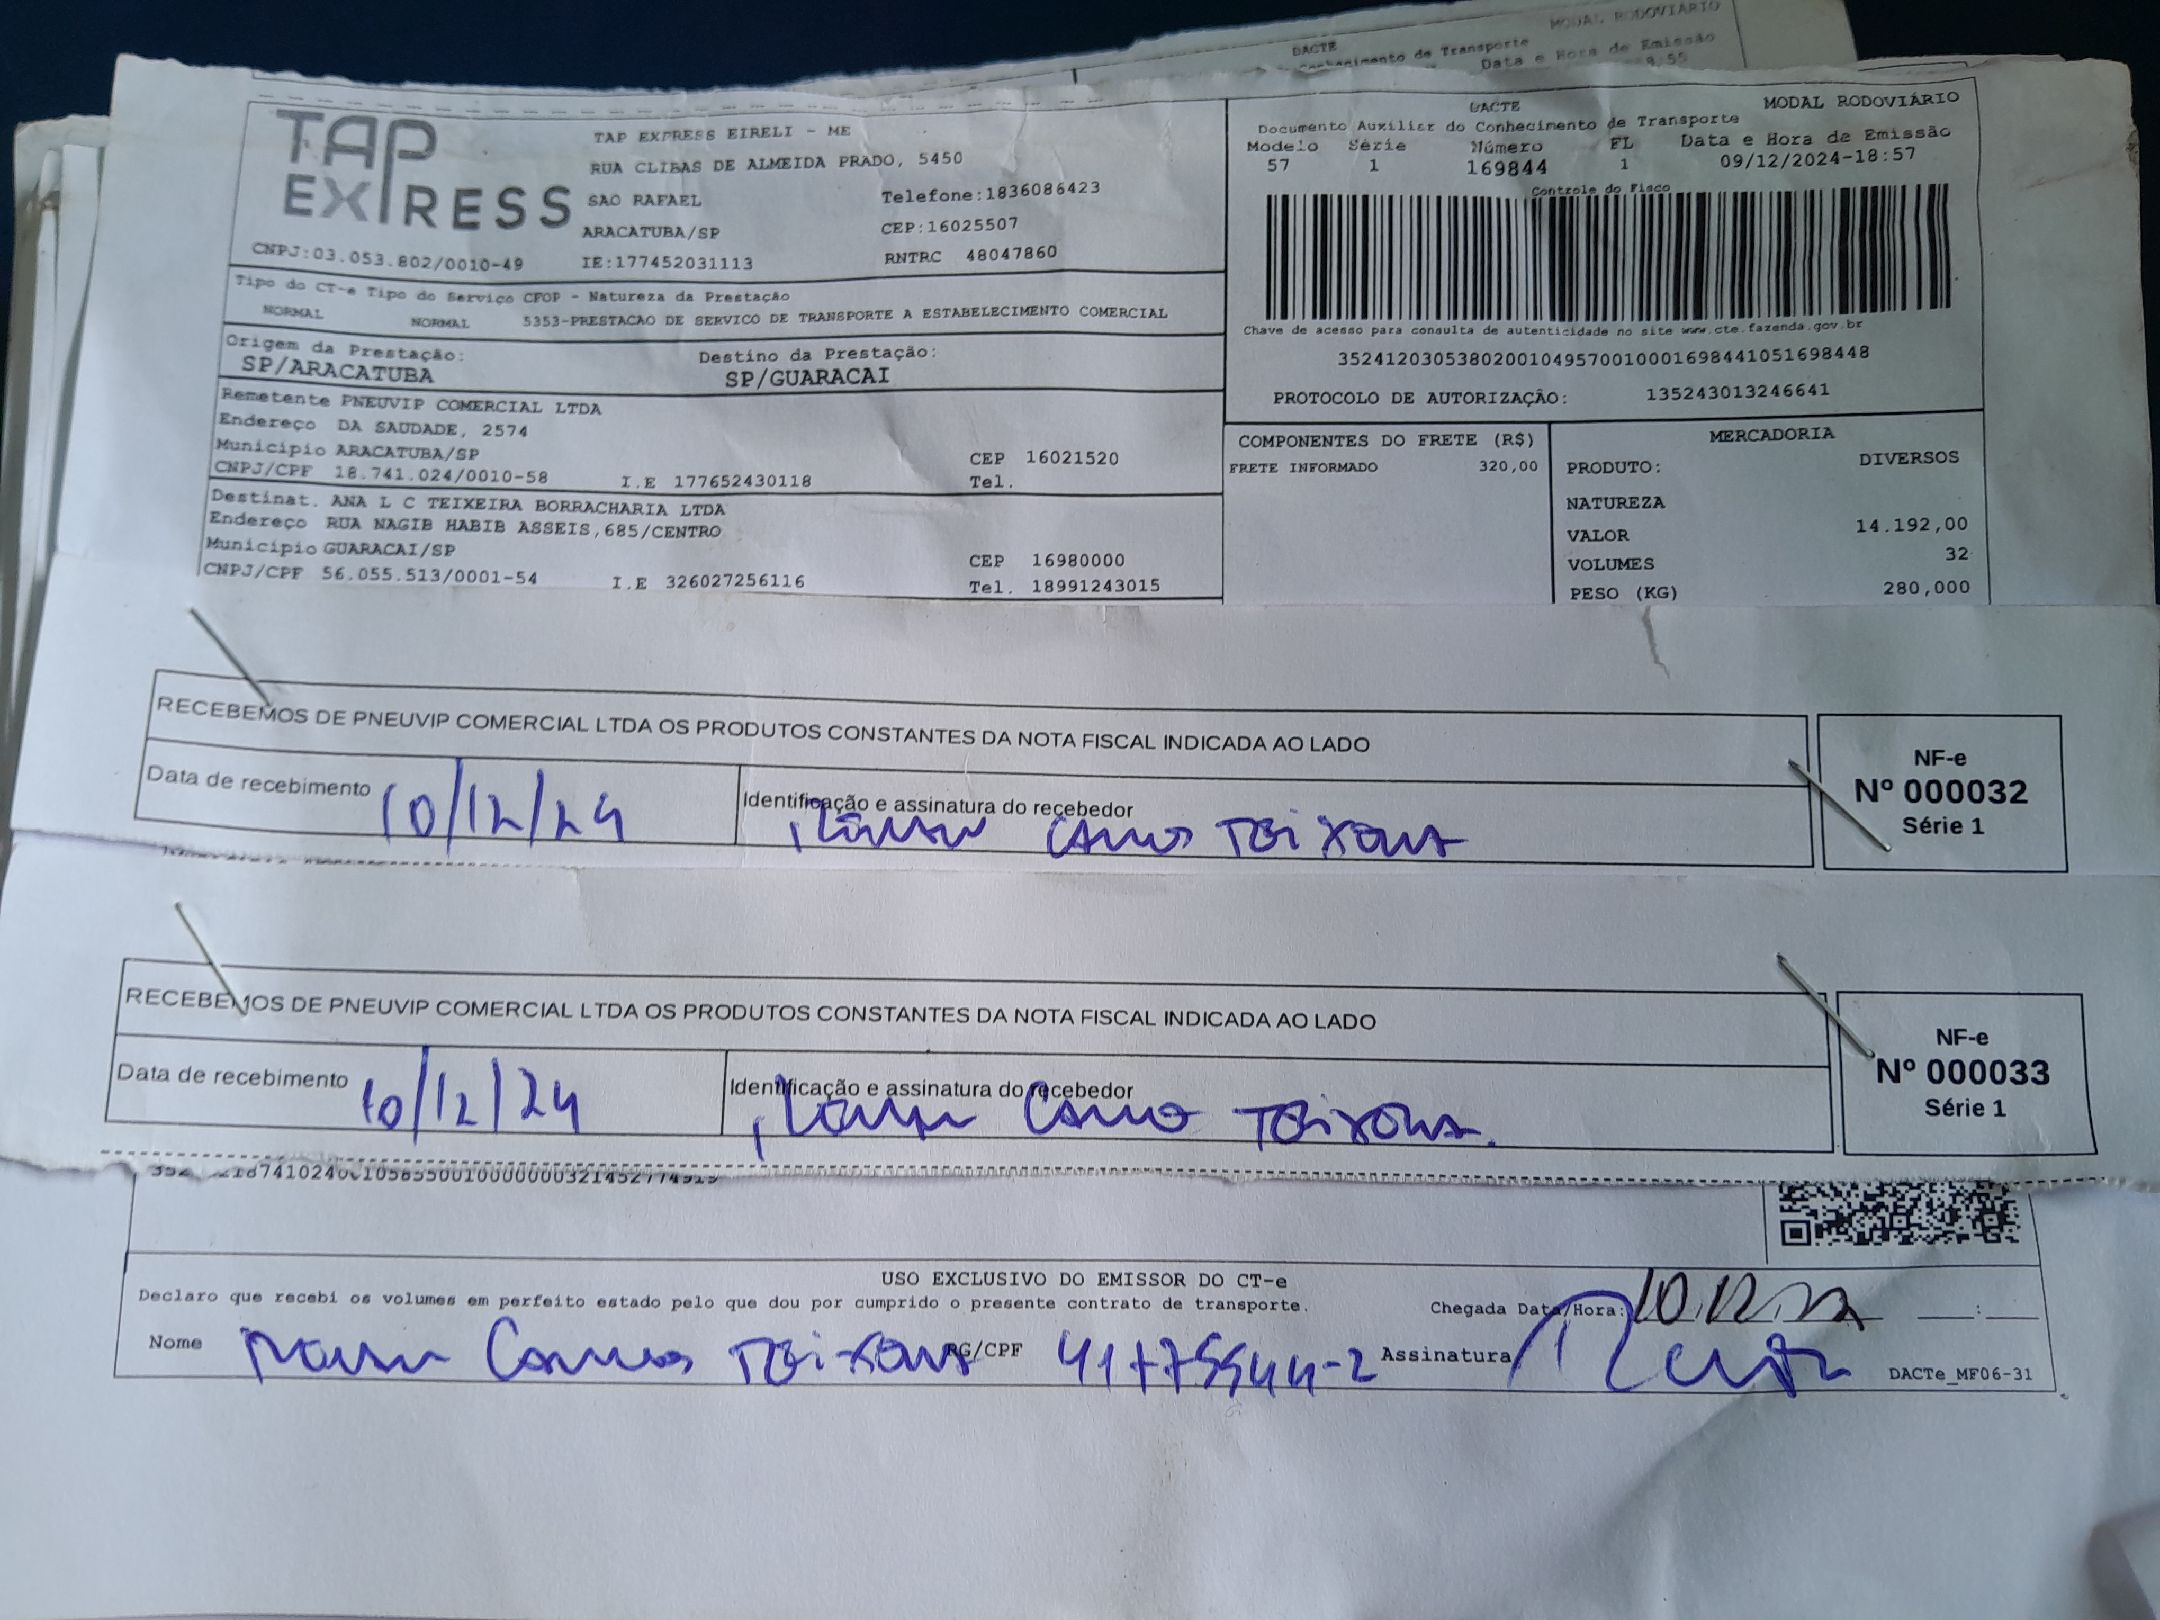 MODAL RODOVIÁRIO
DACTE
Conhecimento de Transporte
Data e Hora de Emissão
TAP EXPRESS
TAP EXPRESS EIRELI - ME
RUA CLIBAS DE ALMEIDA PRADO, 5450
SAO RAFAEL Telefone:1836086423
ARACATUBA/SP CEP:16025507
CNPJ:03.053.802/0010-49 IE:177452031113 RNTRC 48047860
DACTE MODAL RODOVIÁRIO
Documento Auxiliar do Conhecimento de Transporte
Modelo Série Número FL Data e Hora de Emissão
57 1 169844 1 09/12/2024-18:57
Controle do Fisco
Chave de acesso para consulta de autenticidade no site www.cte.fazenda.gov.br
35241203053802001049570010001698441051698448
PROTOCOLO DE AUTORIZAÇÃO: 135243013246641
Tipo do CT-e Tipo do Serviço CFOP - Natureza da Prestação
NORMAL NORMAL 5353-PRESTACAO DE SERVICO DE TRANSPORTE A ESTABELECIMENTO COMERCIAL
Origem da Prestação: Destino da Prestação:
SP/ARACATUBA SP/GUARACAI
Remetente PNEUVIP COMERCIAL LTDA
Endereço DA SAUDADE, 2574
Município ARACATUBA/SP CEP 16021520
CNPJ/CPF 18.741.024/0010-58 I.E 177652430118 Tel.
Destinat. ANA L C TEIXEIRA BORRACHARIA LTDA
Endereço RUA NAGIB HABIB ASSEIS,685/CENTRO
Município GUARACAI/SP CEP 16980000
CNPJ/CPF 56.055.513/0001-54 I.E 326027256116 Tel. 18991243015
COMPONENTES DO FRETE (R$)
FRETE INFORMADO 320,00
MERCADORIA
PRODUTO: DIVERSOS
NATUREZA
VALOR 14.192,00
VOLUMES 32
PESO (KG) 280,000
RECEBEMOS DE PNEUVIP COMERCIAL LTDA OS PRODUTOS CONSTANTES DA NOTA FISCAL INDICADA AO LADO
Data de recebimento 10/12/24
Identificação e assinatura do recebedor
NF-e
Nº 000032
Série 1
RECEBEMOS DE PNEUVIP COMERCIAL LTDA OS PRODUTOS CONSTANTES DA NOTA FISCAL INDICADA AO LADO
Data de recebimento 10/12/24
Identificação e assinatura do recebedor
NF-e
Nº 000033
Série 1
USO EXCLUSIVO DO EMISSOR DO CT-e
Declaro que recebi os volumes em perfeito estado pelo que dou por cumprido o presente contrato de transporte. Chegada Data/Hora: :
Nome RG/CPF Assinatura DACTe_MF06-31